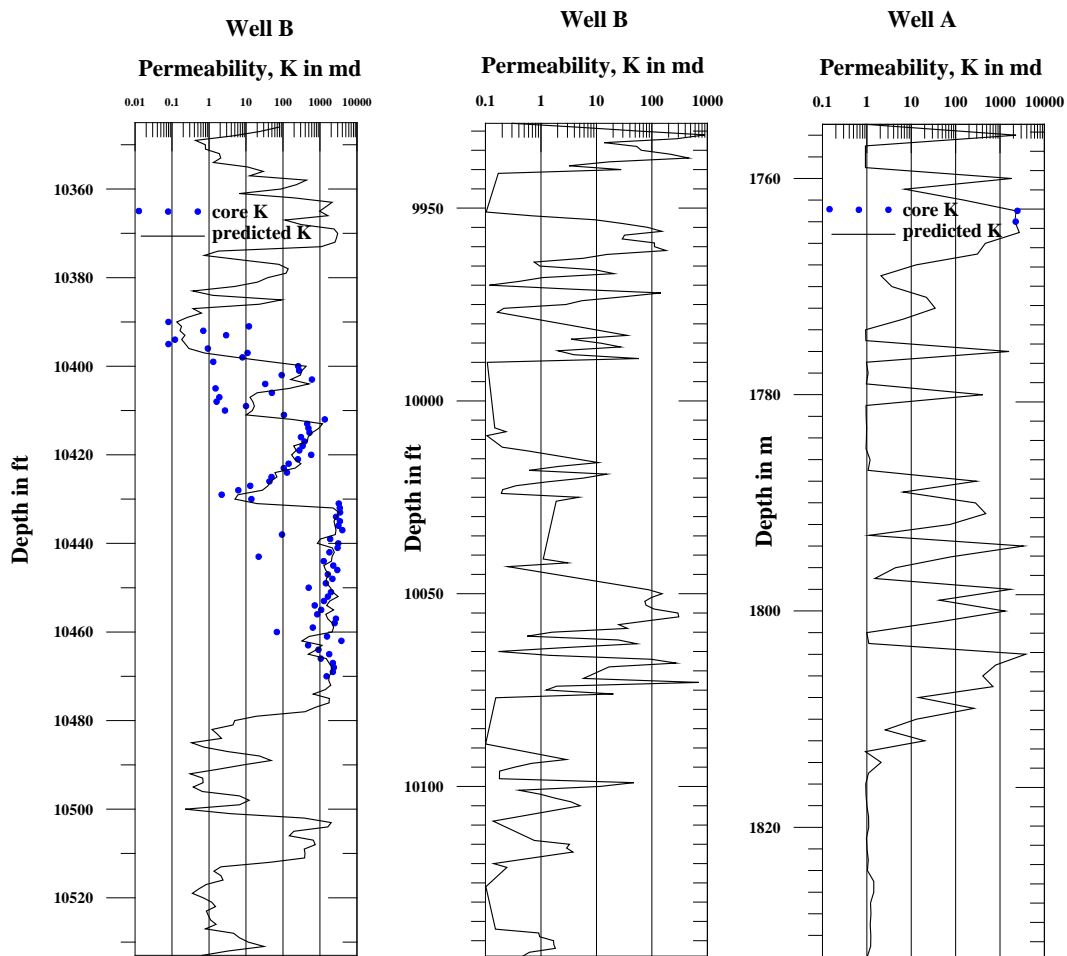 Well B
Permeability, K in md
0.01 0.1 1 10 100 1000 10000
10360
core K
predicted K
10380
10400
10420
10440
10460
10480
10500
10520
Depth in ft
Well B
Permeability, K in md
0.1 1 10 100 1000
9950
10000
10050
10100
Depth in ft
Well A
Permeability, K in md
0.1 1 10 100 1000 10000
1760
core K
predicted K
1780
1800
1820
Depth in m